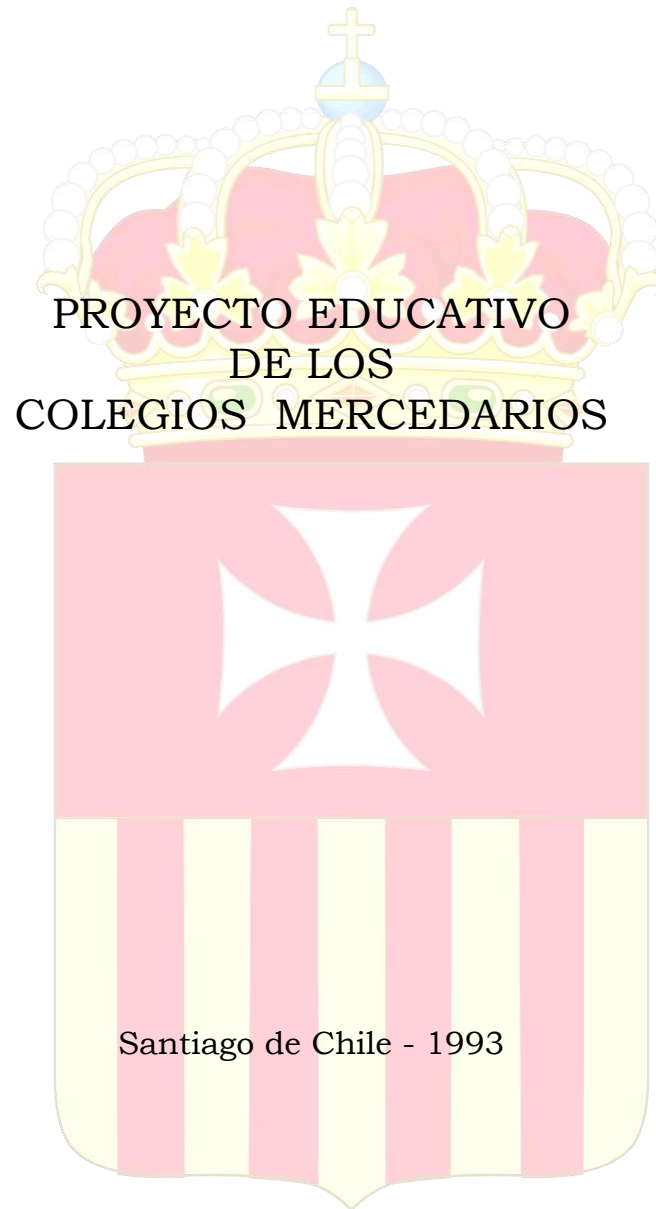 PROYECTO EDUCATIVO
DE LOS
COLEGIOS MERCEDARIOS
Santiago de Chile - 1993